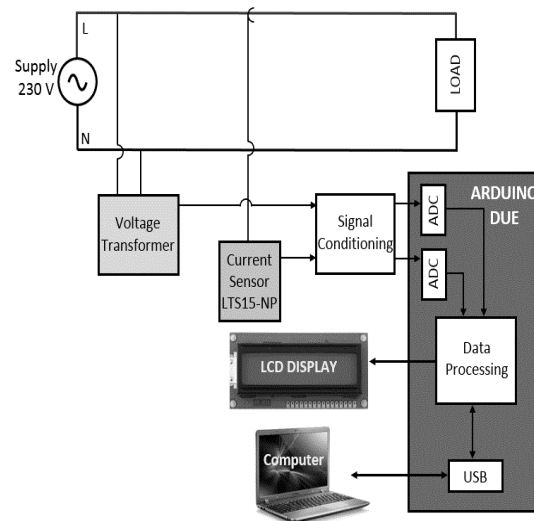 L
Supply
230 V
N
LOAD
Voltage
Transformer
Current
Sensor
LTS15-NP
Signal
Conditioning
ADC
ADC
ARDUINO
DUE
Data
Processing
LCD DISPLAY
Computer
USB